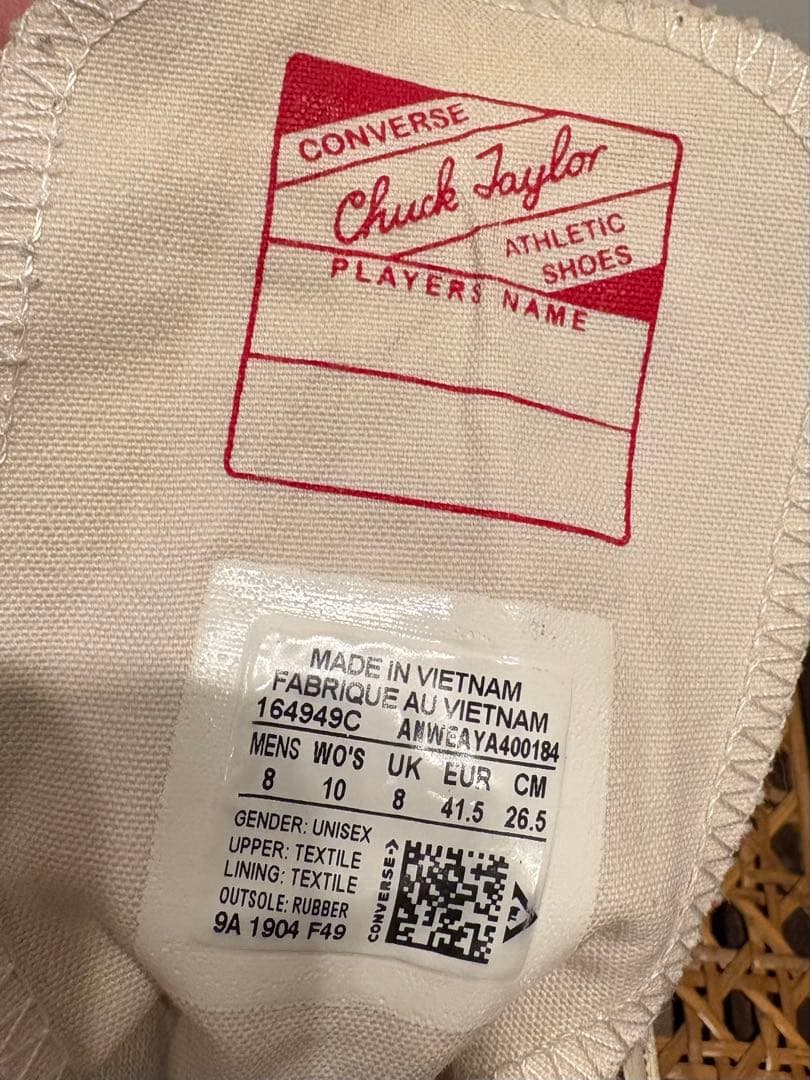 CONVERSE
Chuck Taylor
ATHLETIC
SHOES
PLAYERS NAME
MADE IN VIETNAM
FABRIQUE AU VIETNAM
164949C ANWEAYA400184
MENS WO'S UK EUR CM
8 10 8 41.5 26.5
GENDER: UNISEX
UPPER: TEXTILE
LINING: TEXTILE
OUTSOLE: RUBBER
9A 1904 F49
CONVERSE